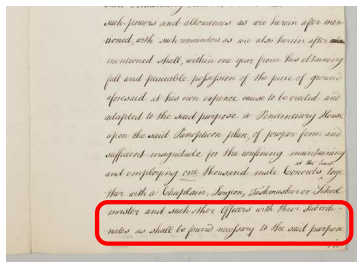 such powers and allowances as are herein after men-
tioned, with such remainders as are also herein after
mentioned shall, within one year from his obtaining
full and peaceable possession of the piece of ground
aforesaid at his own expence cause to be erected and
adapted to the said purpose a Penitentiary House
upon the said Panopticon plan, of proper form and
sufficient magnitude for the confining maintaining
and employing one thousand male Convicts at the least toge
ther with a Chaplain, Surgeon, Taskmaster or School
master and such other Officers with their subordi-
nates as shall be found necessary to the said purpose